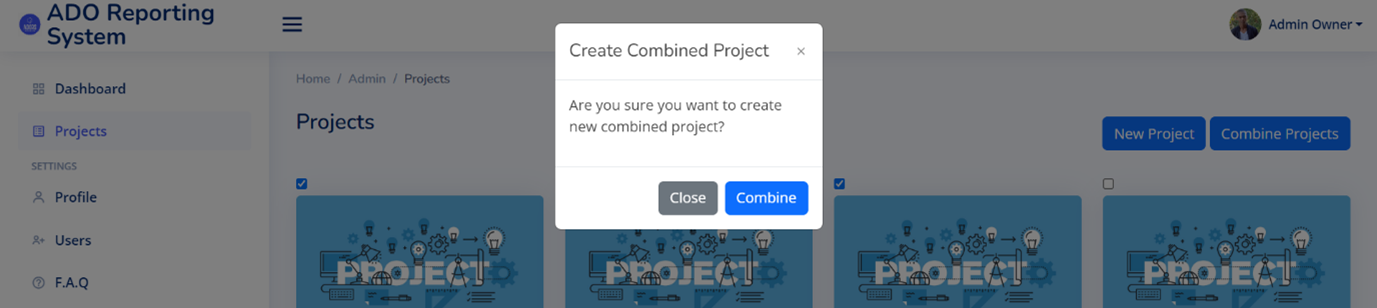 ADO Reporting
System
Admin Owner
Create Combined Project
×
Are you sure you want to create
new combined project?
Close
Combine
Dashboard
Projects
SETTINGS
Profile
Users
F.A.Q
Home / Admin / Projects
Projects
New Project
Combine Projects
PROJECT
PROJECT
PROJECT
PROJECT